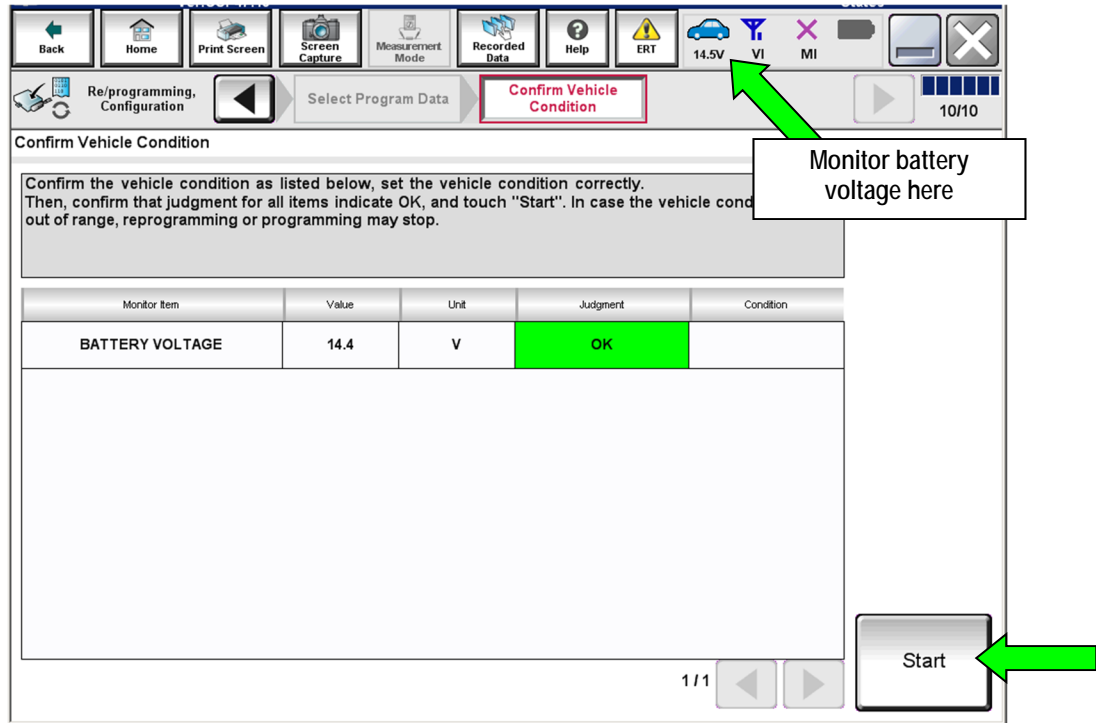 Back
Home
Print Screen
Screen
Capture
Measurement
Mode
Recorded
Data
Help
ERT
14.5V
VI
MI
Re/programming,
Configuration
Select Program Data
Confirm Vehicle
Condition
10/10
Confirm Vehicle Condition
Monitor battery
voltage here
Confirm the vehicle condition as listed below, set the vehicle condition correctly.
Then, confirm that judgment for all items indicate OK, and touch "Start". In case the vehicle cond
out of range, reprogramming or programming may stop.
Monitor Item Value Unit Judgment Condition
BATTERY VOLTAGE 14.4 V OK
Start
1/1